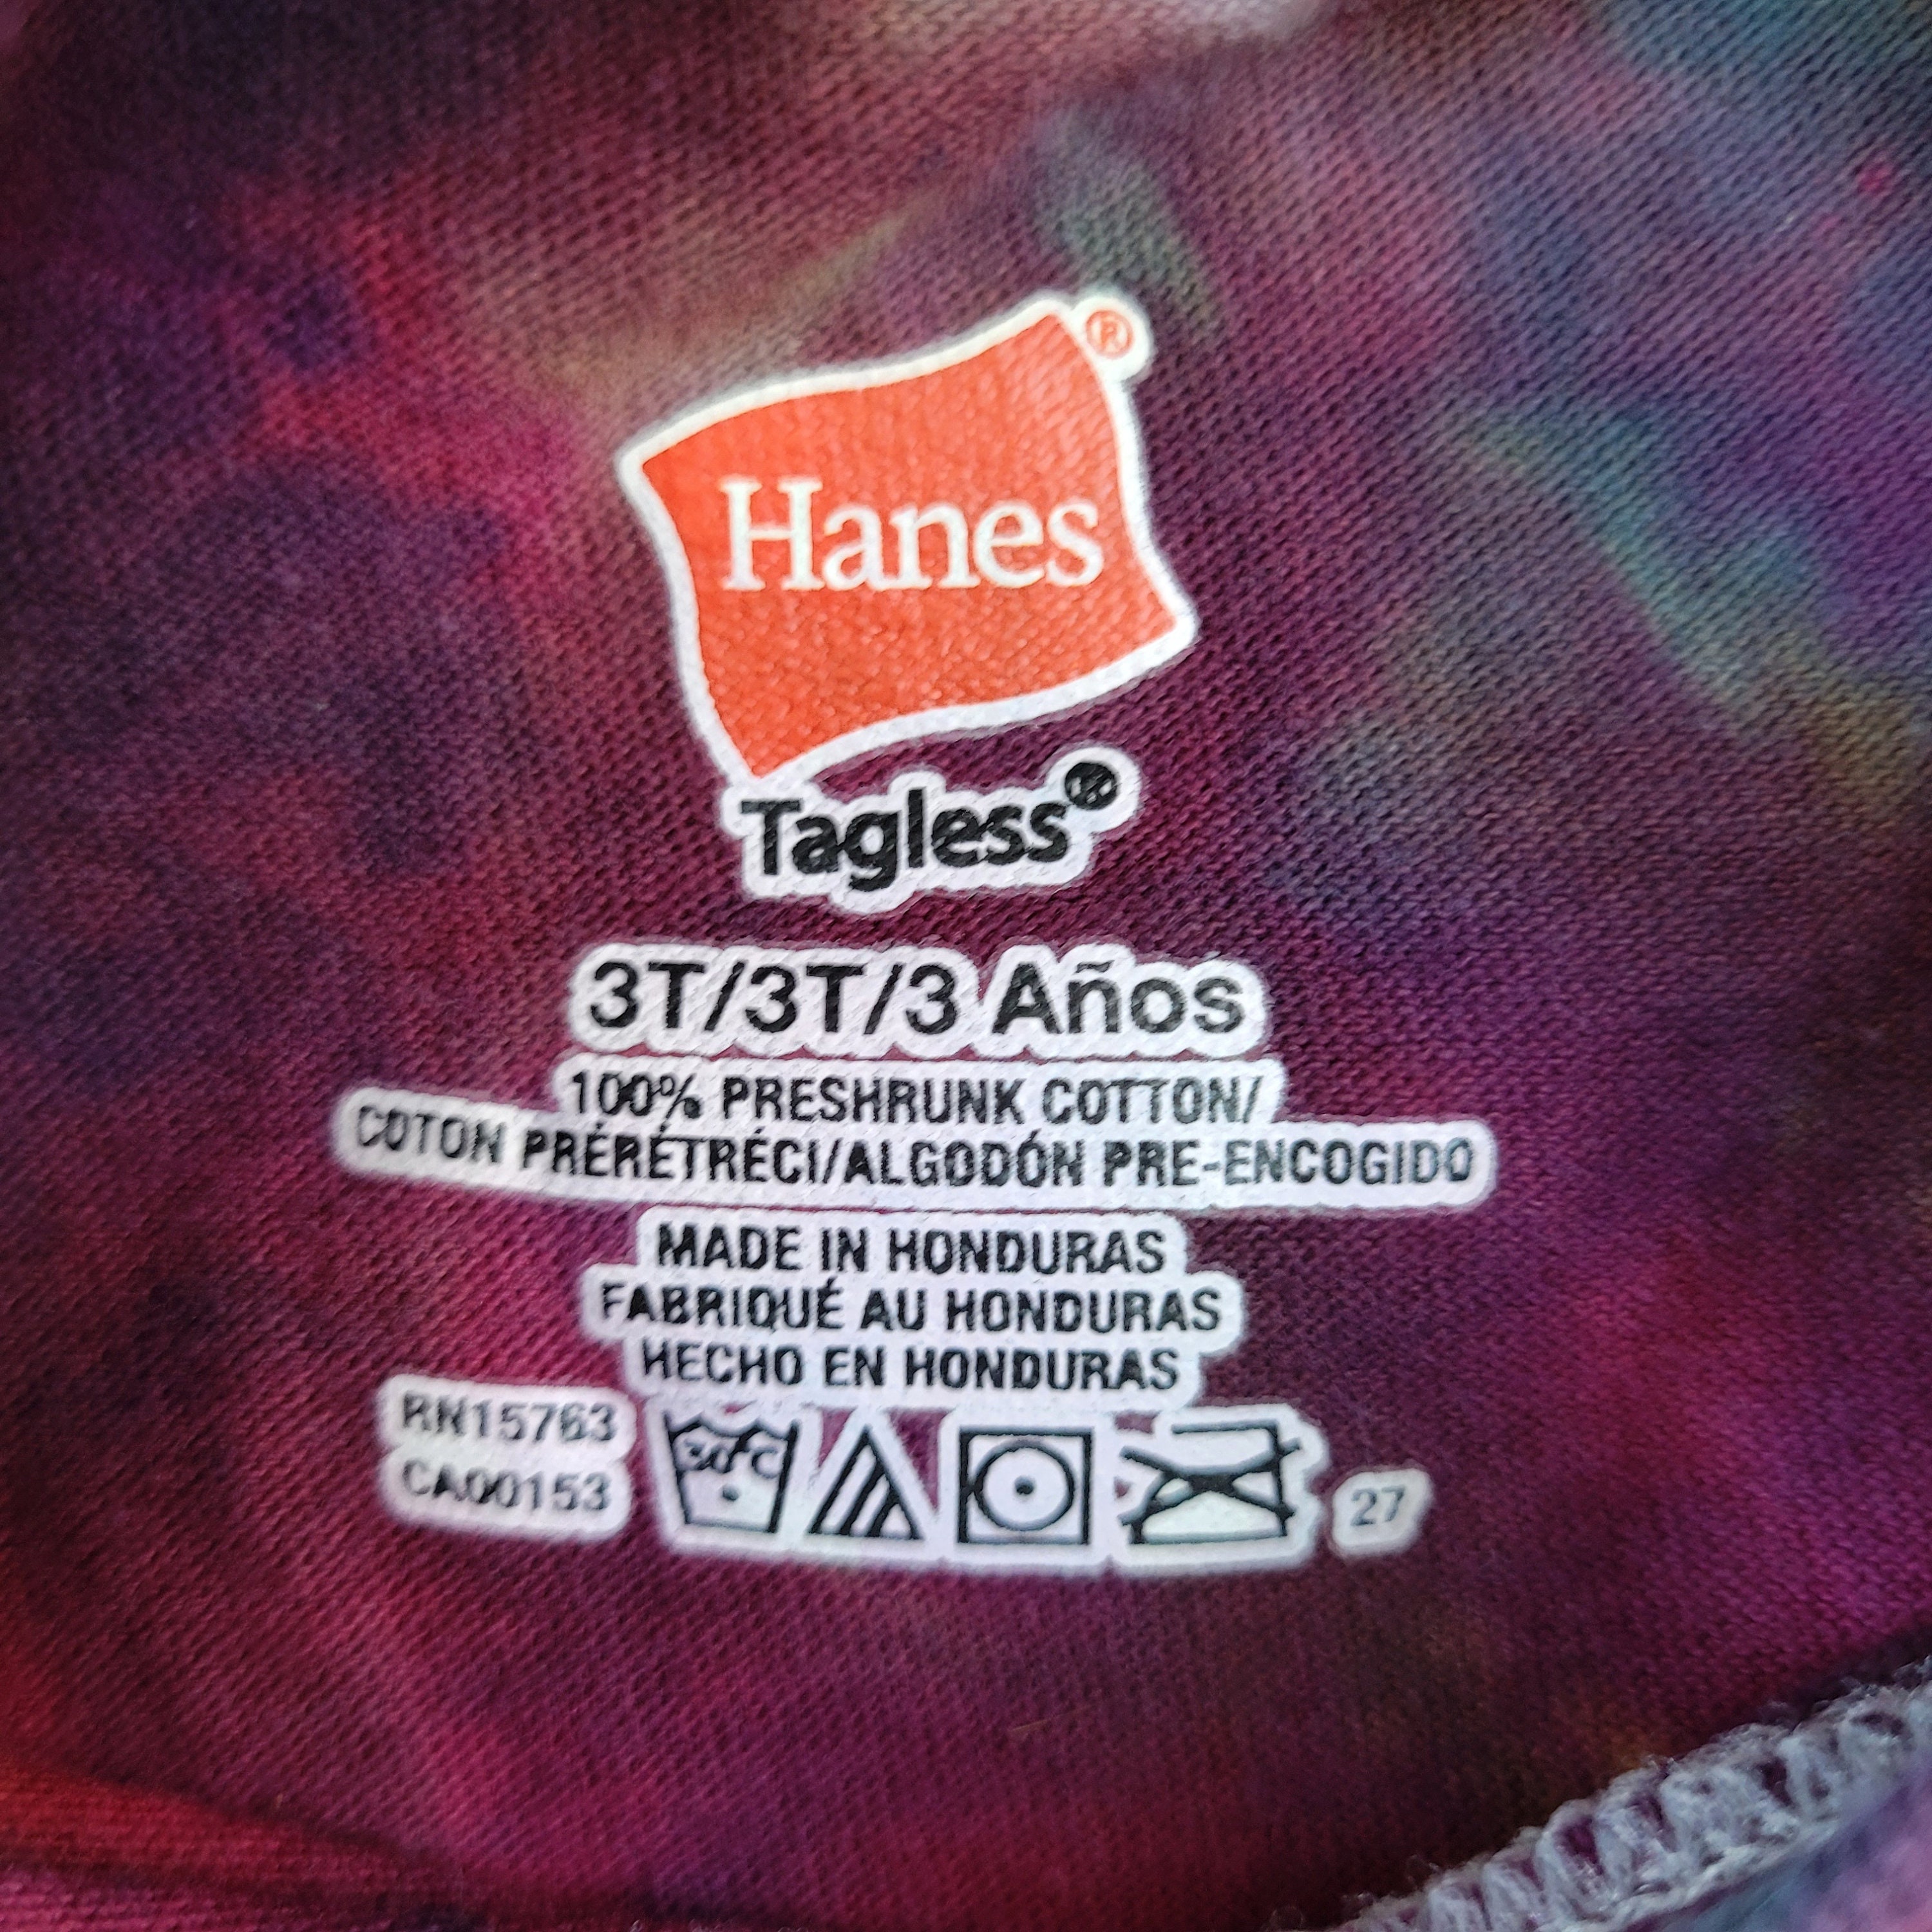 Hanes®
Tagless®
3T/3T/3 Años
100% PRESHRUNK COTTON/
COTON PRÉRÉTRÉCI/ALGODÓN PRE-ENCOGIDO
MADE IN HONDURAS
FABRIQUÉ AU HONDURAS
HECHO EN HONDURAS
RN15763
CA00153
30°C
27